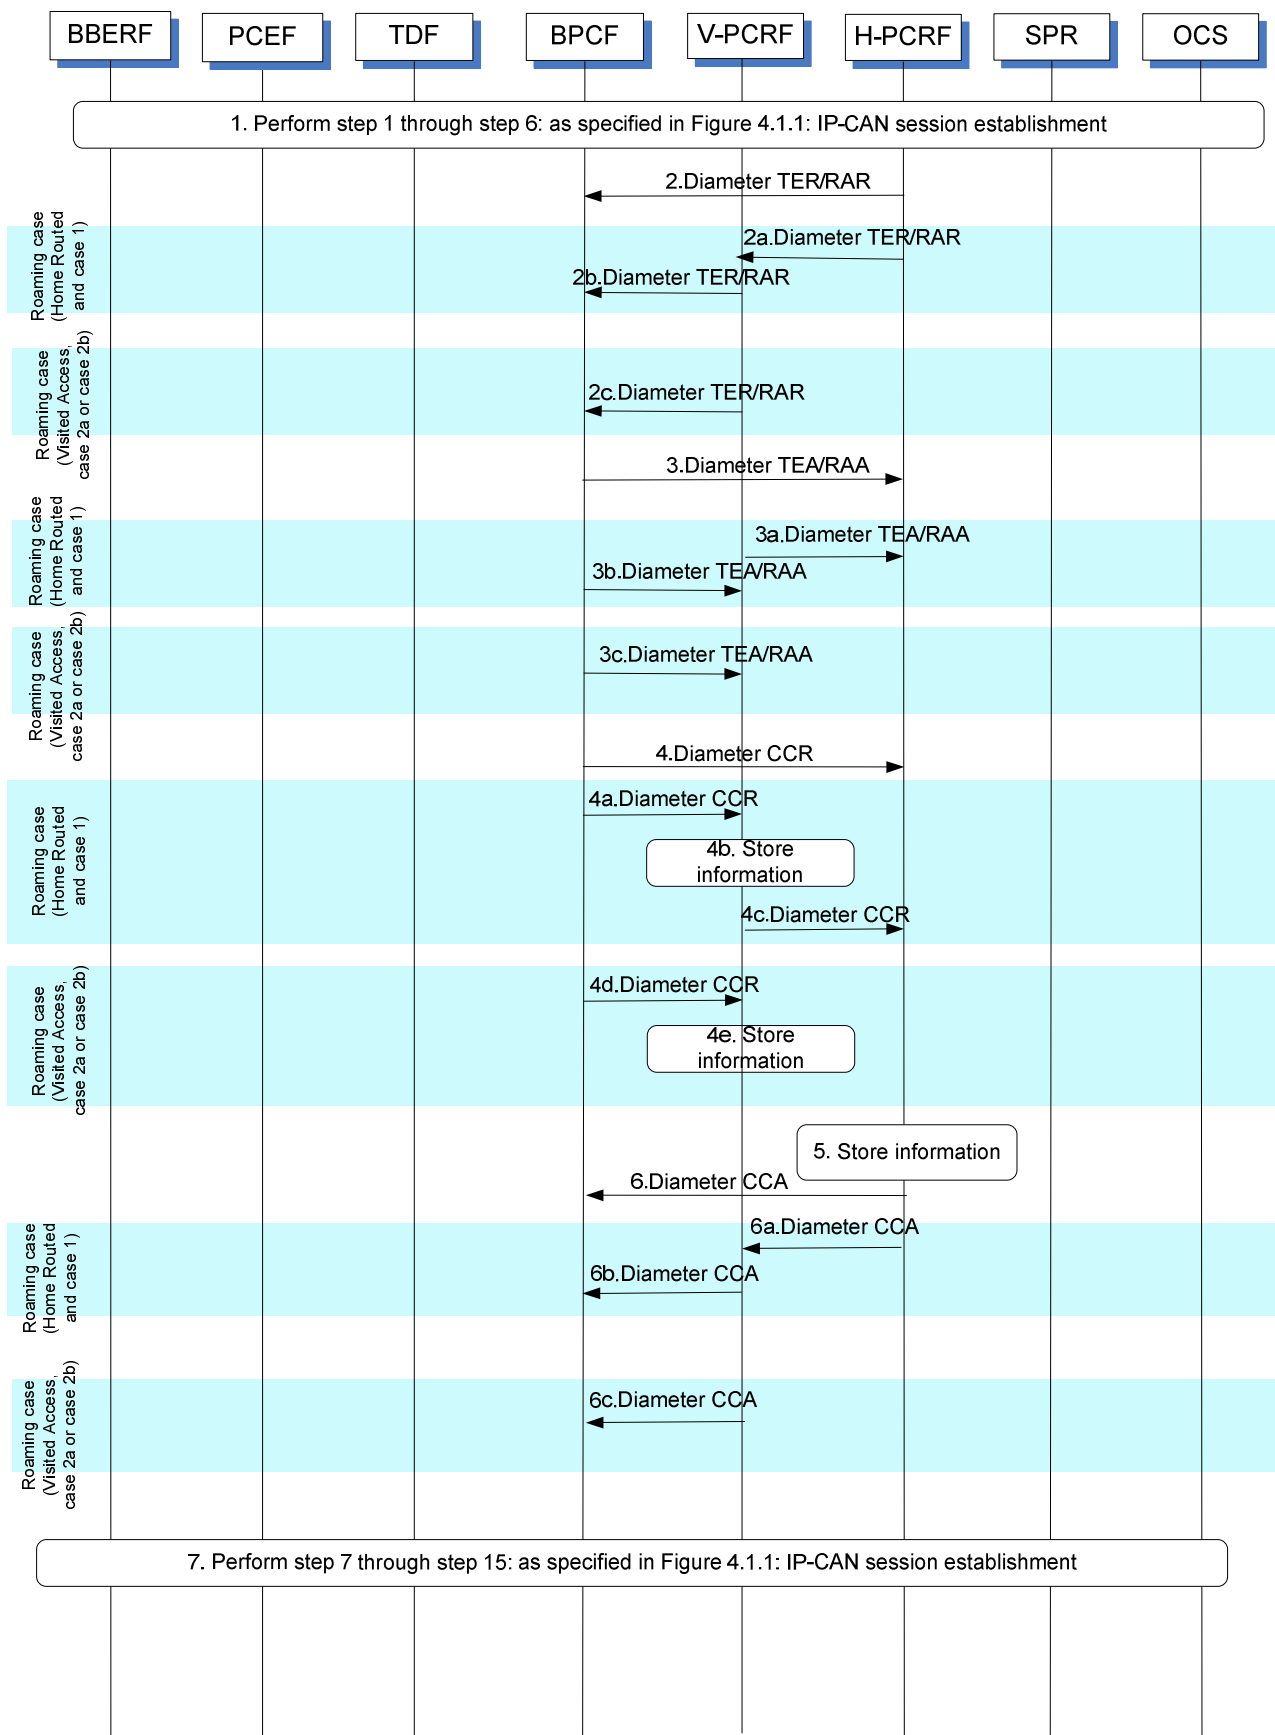 BBERF
PCEF
TDF
BPCF
V-PCRF
H-PCRF
SPR
OCS
1. Perform step 1 through step 6: as specified in Figure 4.1.1: IP-CAN session establishment
2.Diameter TER/RAR
Roaming case
(Home Routed
and case 1)
2a.Diameter TER/RAR
2b.Diameter TER/RAR
Roaming case
(Visited Access,
case 2a or case 2b)
2c.Diameter TER/RAR
3.Diameter TEA/RAA
Roaming case
(Home Routed
and case 1)
3a.Diameter TEA/RAA
3b.Diameter TEA/RAA
Roaming case
(Visited Access,
case 2a or case 2b)
3c.Diameter TEA/RAA
4.Diameter CCR
Roaming case
(Home Routed
and case 1)
4a.Diameter CCR
4b. Store
information
4c.Diameter CCR
Roaming case
(Visited Access,
case 2a or case 2b)
4d.Diameter CCR
4e. Store
information
5. Store information
6.Diameter CCA
Roaming case
(Home Routed
and case 1)
6a.Diameter CCA
6b.Diameter CCA
Roaming case
(Visited Access,
case 2a or case 2b)
6c.Diameter CCA
7. Perform step 7 through step 15: as specified in Figure 4.1.1: IP-CAN session establishment